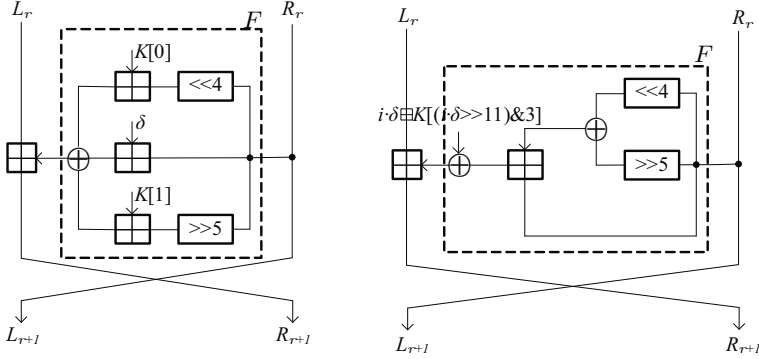 L_r R_r
F
K[0]
<<4
δ
K[1]
>>5
L_{r+1} R_{r+1}
L_r R_r
F
i·δ⊞K[(i·δ>>11)&3]
<<4
>>5
L_{r+1} R_{r+1}